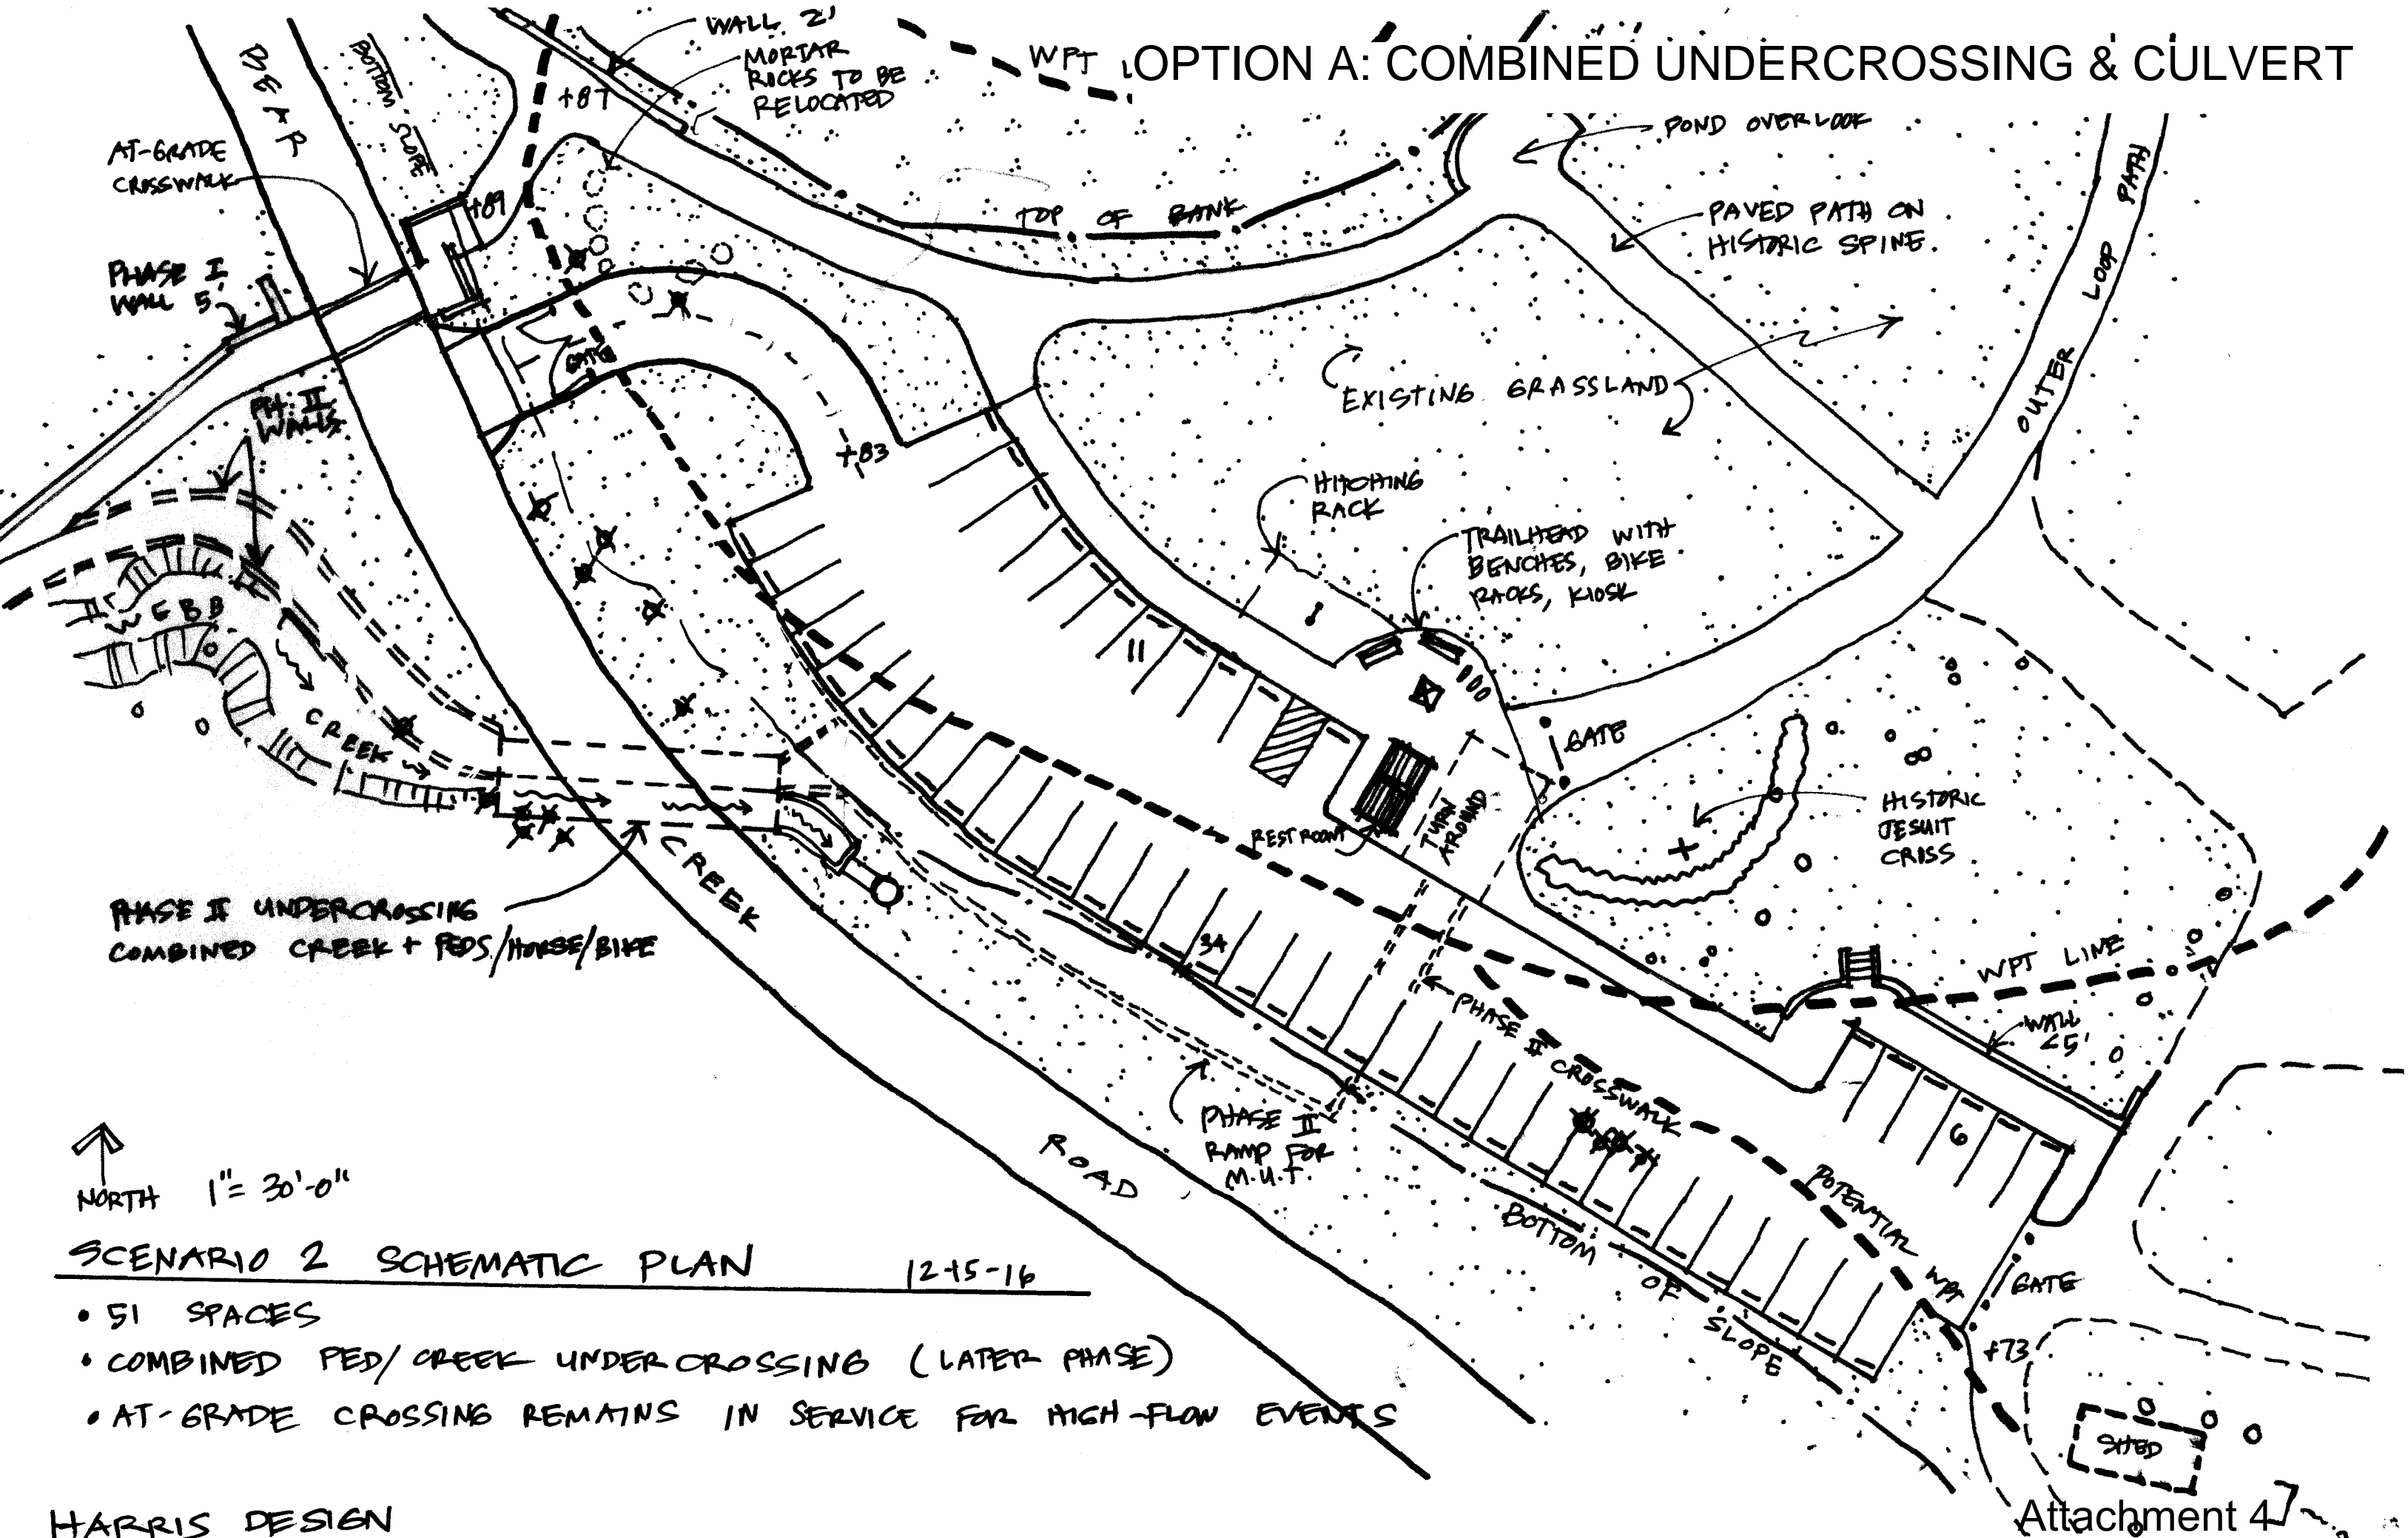 OPTION A: COMBINED UNDERCROSSING & CULVERT
WALL 2'
MORTAR
ROCKS TO BE
RELOCATED
WPT
BEAR
BOTTOM SLOPE
+87
AT-GRADE
CROSSWALK
+89
POND OVERLOOK
TOP OF BANK
PAVED PATH ON
HISTORIC SPINE
OUTER LOOP PATH
PHASE I
WALL 5'
GATE
EXISTING GRASSLAND
PH. II
WALLS
+83
HITCHING
RACK
TRAILHEAD WITH
BENCHES, BIKE
RACKS, KIOSK
WEBB
CREEK
11
GATE
RESTROOM
TURN
AROUND
HISTORIC
JESUIT
CROSS
CREEK
PHASE II UNDERCROSSING
COMBINED CREEK + PEDS/HORSE/BIKE
34
WPT LINE
PHASE II CROSSWALK
WALL
<5'
PHASE II
RAMP FOR
M.U.T.
ROAD
6
POTENTIAL WPT
BOTTOM OF SLOPE
GATE
+73
SHED
NORTH 1"= 30'-0"
SCENARIO 2 SCHEMATIC PLAN 12-15-16
• 51 SPACES
• COMBINED PED/CREEK UNDERCROSSING (LATER PHASE)
• AT-GRADE CROSSING REMAINS IN SERVICE FOR HIGH-FLOW EVENTS
HARRIS DESIGN
Attachment 4